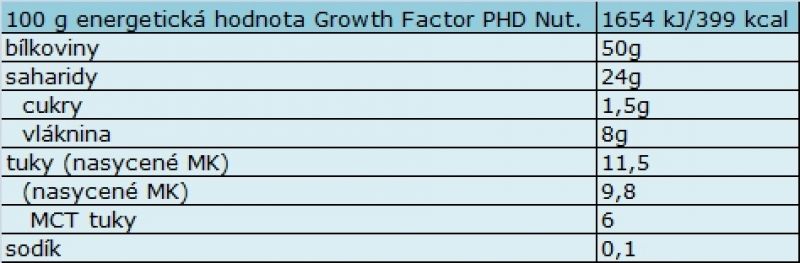 100 g energetická hodnota Growth Factor PHD Nut. 1654 kJ/399 kcal
bílkoviny 50g
saharidy 24g
cukry 1,5g
vláknina 8g
tuky (nasycené MK) 11,5
(nasycené MK) 9,8
MCT tuky 6
sodík 0,1